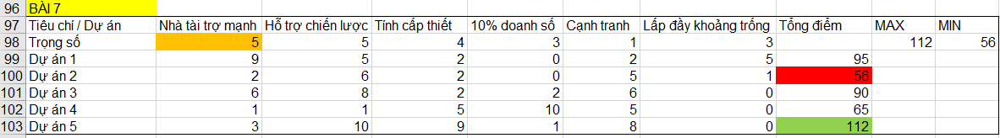 96 BÀI 7
97 Tiêu chí / Dự án Nhà tài trợ mạnh Hỗ trợ chiến lược Tính cấp thiết 10% doanh số Cạnh tranh Lấp đầy khoảng trống Tổng điểm MAX MIN
98 Trọng số 5 5 4 3 1 3 112 56
99 Dự án 1 9 5 2 0 2 5 95
100 Dự án 2 2 6 2 0 5 1 56
101 Dự án 3 6 8 2 2 6 0 90
102 Dự án 4 1 1 5 10 5 0 65
103 Dự án 5 3 10 9 1 8 0 112